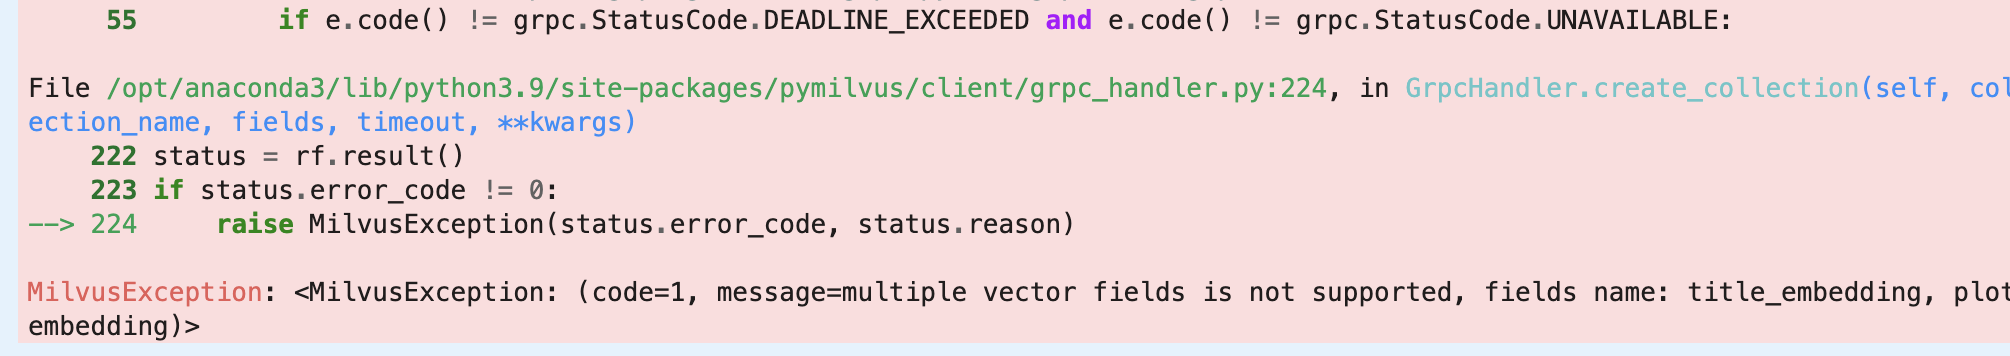 55         if e.code() != grpc.StatusCode.DEADLINE_EXCEEDED and e.code() != grpc.StatusCode.UNAVAILABLE:
File /opt/anaconda3/lib/python3.9/site-packages/pymilvus/client/grpc_handler.py:224, in GrpcHandler.create_collection(self, col
ection_name, fields, timeout, **kwargs)
    222 status = rf.result()
    223 if status.error_code != 0:
--> 224     raise MilvusException(status.error_code, status.reason)
MilvusException: <MilvusException: (code=1, message=multiple vector fields is not supported, fields name: title_embedding, plot
embedding)>